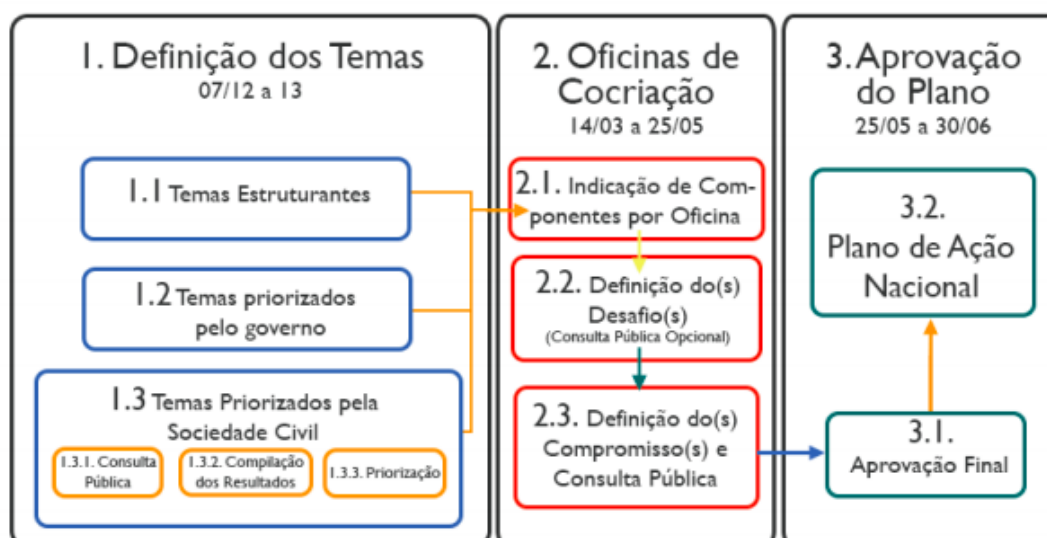 1. Definição dos Temas
07/12 a 13
1.1 Temas Estruturantes
1.2 Temas priorizados
pelo governo
1.3 Temas Priorizados pela
Sociedade Civil
1.3.1. Consulta
Pública
1.3.2. Compilação
dos Resultados
1.3.3. Priorização
2. Oficinas de
Cocriação
14/03 a 25/05
2.1. Indicação de Com-
ponentes por Oficina
2.2. Definição do(s)
Desafio(s)
(Consulta Pública Opcional)
2.3. Definição do(s)
Compromisso(s) e
Consulta Pública
3. Aprovação
do Plano
25/05 a 30/06
3.2.
Plano de Ação
Nacional
3.1.
Aprovação Final